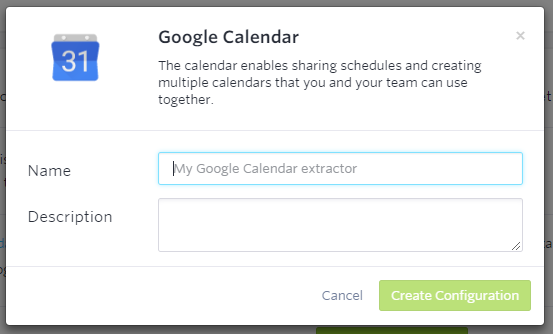 31
Google Calendar
×
The calendar enables sharing schedules and creating
multiple calendars that you and your team can use
together.
Name
My Google Calendar extractor
Description
Cancel
Create Configuration